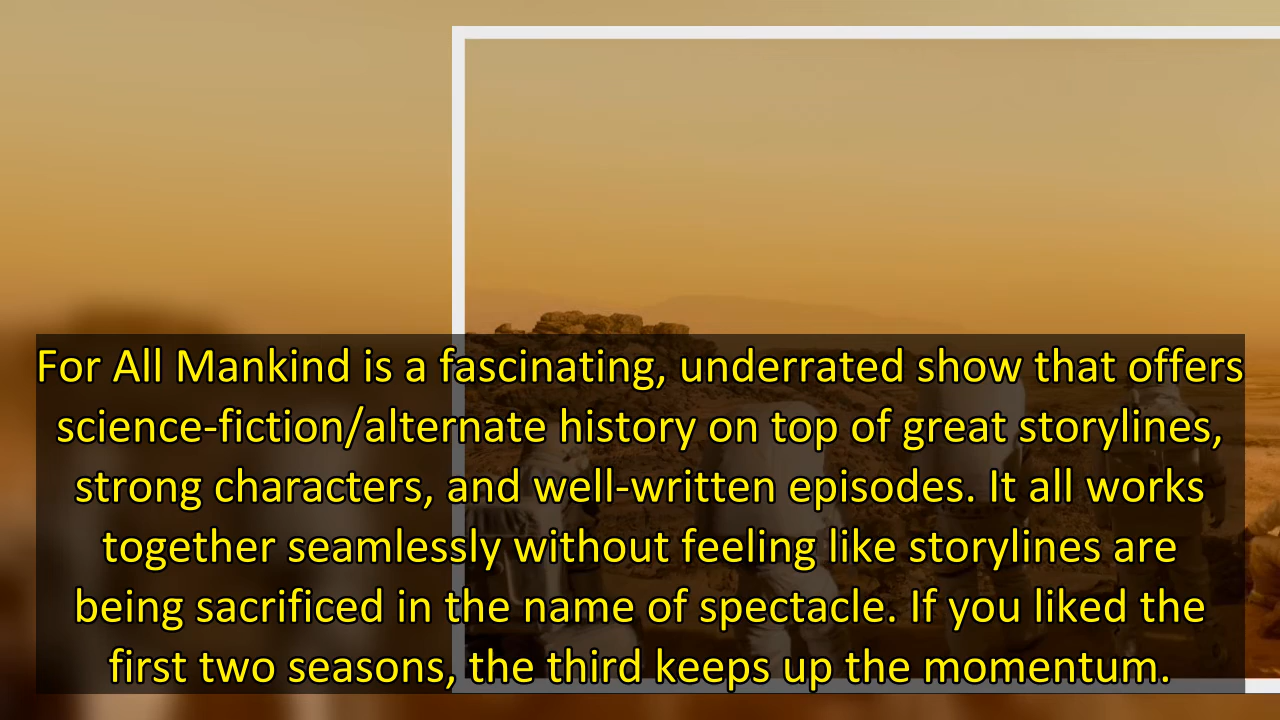 For All Mankind is a fascinating, underrated show that offers
science-fiction/alternate history on top of great storylines,
strong characters, and well-written episodes. It all works
together seamlessly without feeling like storylines are
being sacrificed in the name of spectacle. If you liked the
first two seasons, the third keeps up the momentum.